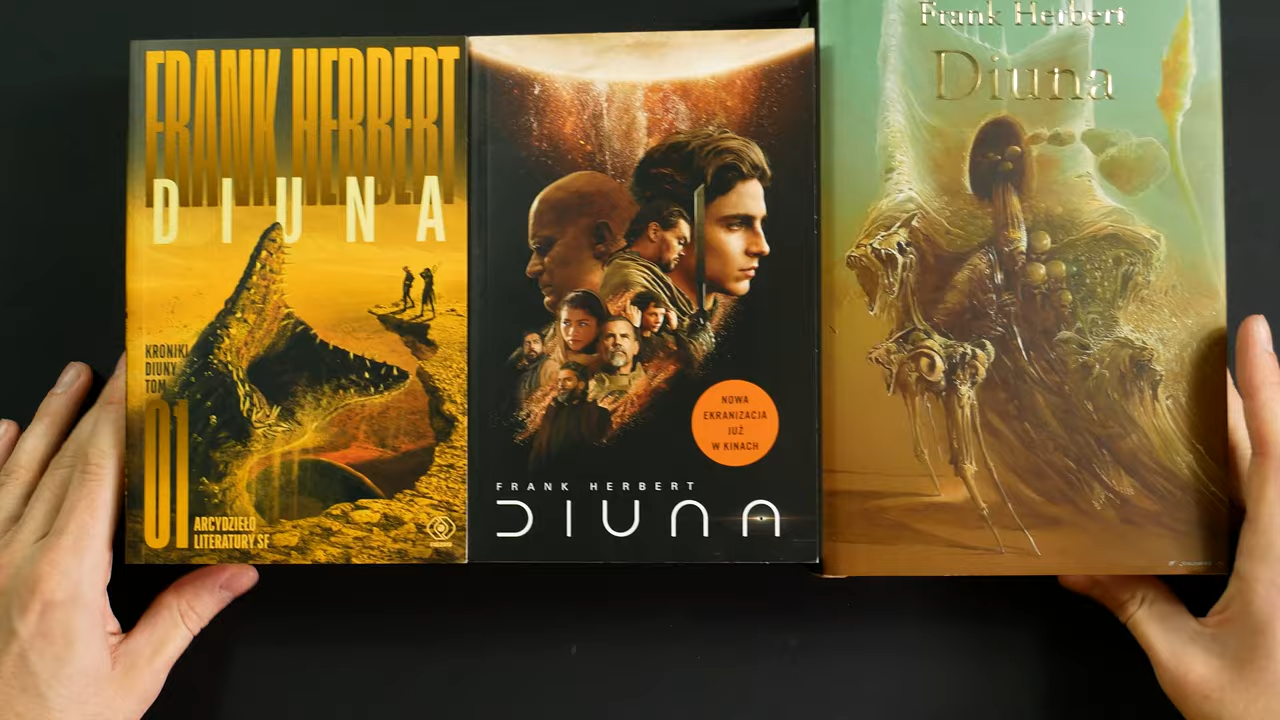 FRANK HERBERT
DIUNA
KRONIKI
DIUNY
TOM
01
ARCYDZIEŁO
LITERATURY SF
NOWA
EKRANIZACJA
JUŻ
W KINACH
FRANK HERBERT
DIUNA
Frank Herbert
Diuna